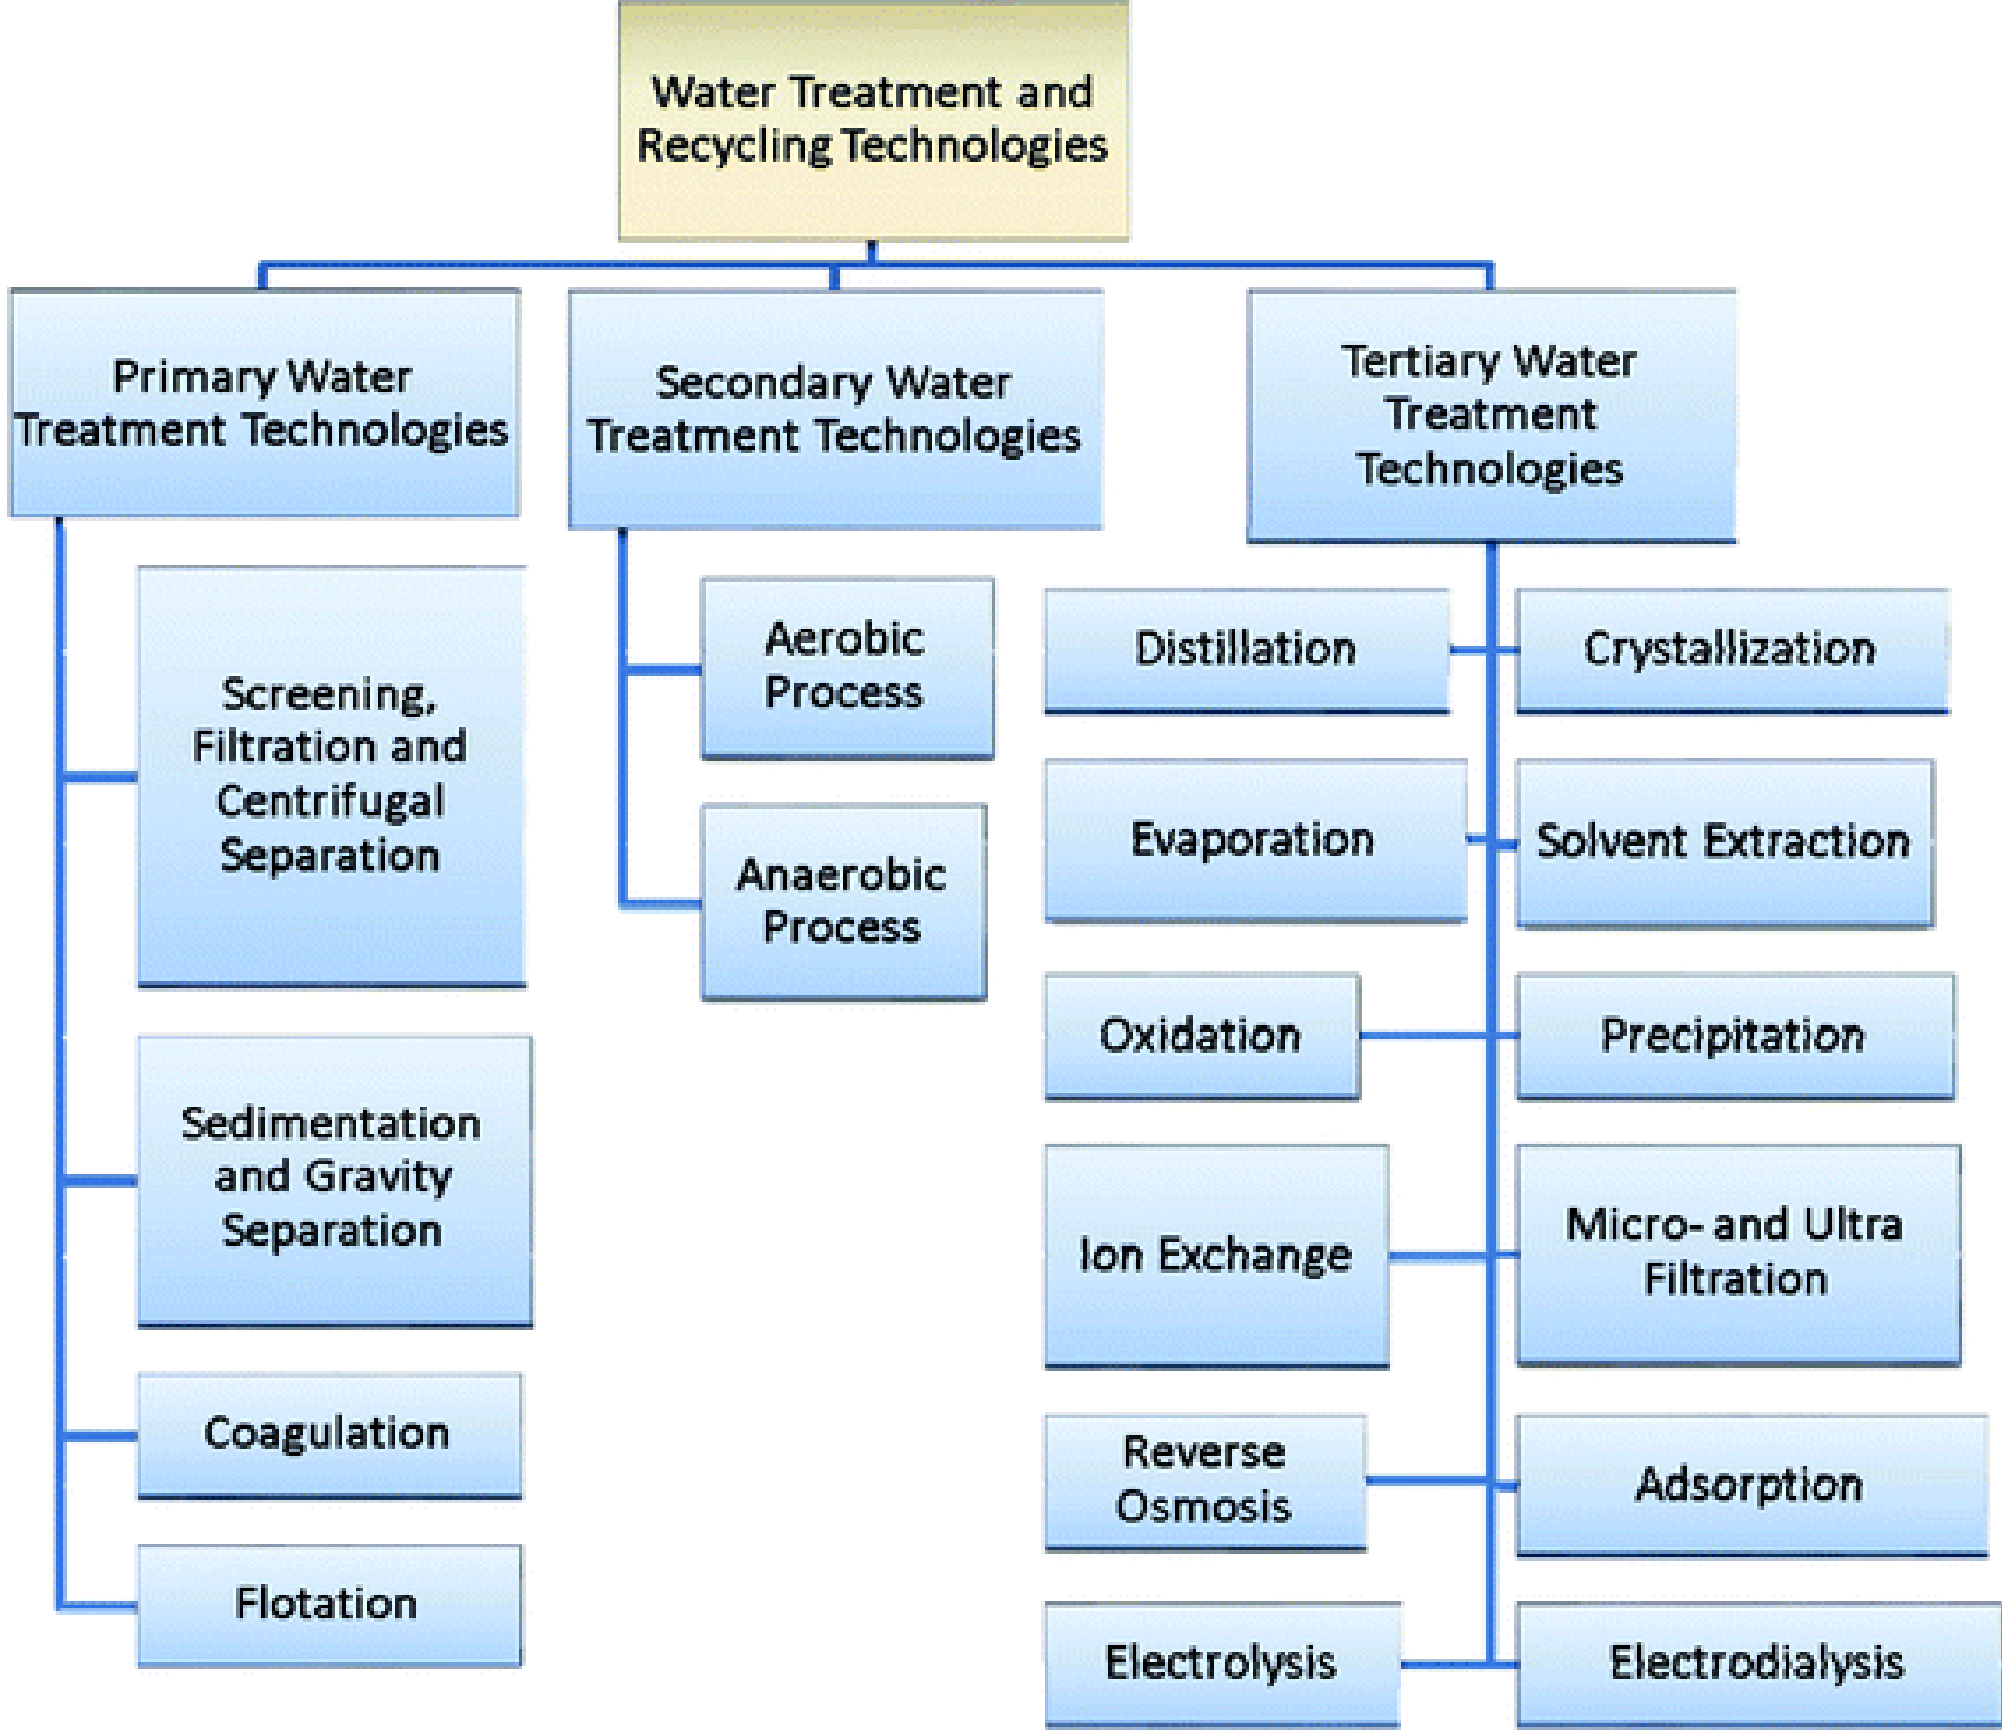 Water Treatment and
Recycling Technologies
Primary Water
Treatment Technologies
Secondary Water
Treatment Technologies
Tertiary Water
Treatment
Technologies
Screening,
Filtration and
Centrifugal
Separation
Sedimentation
and Gravity
Separation
Coagulation
Flotation
Aerobic
Process
Anaerobic
Process
Distillation
Crystallization
Evaporation
Solvent Extraction
Oxidation
Precipitation
Ion Exchange
Micro- and Ultra
Filtration
Reverse
Osmosis
Adsorption
Electrolysis
Electrodialysis